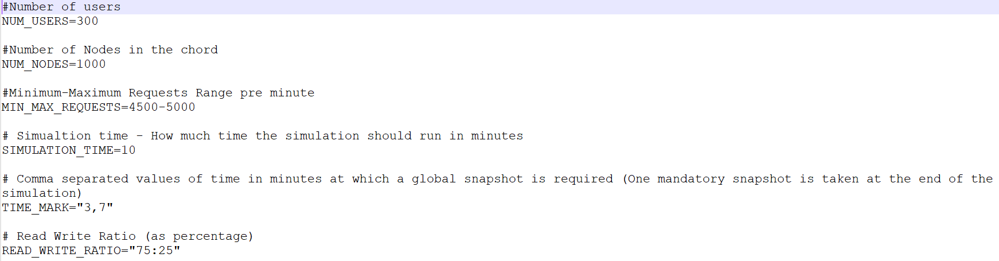 #Number of users
NUM_USERS=300
#Number of Nodes in the chord
NUM_NODES=1000
#Minimum-Maximum Requests Range pre minute
MIN_MAX_REQUESTS=4500-5000
# Simualtion time - How much time the simulation should run in minutes
SIMULATION_TIME=10
# Comma separated values of time in minutes at which a global snapshot is required (One mandatory snapshot is taken at the end of the
simulation)
TIME_MARK="3,7"
# Read Write Ratio (as percentage)
READ_WRITE_RATIO="75:25"